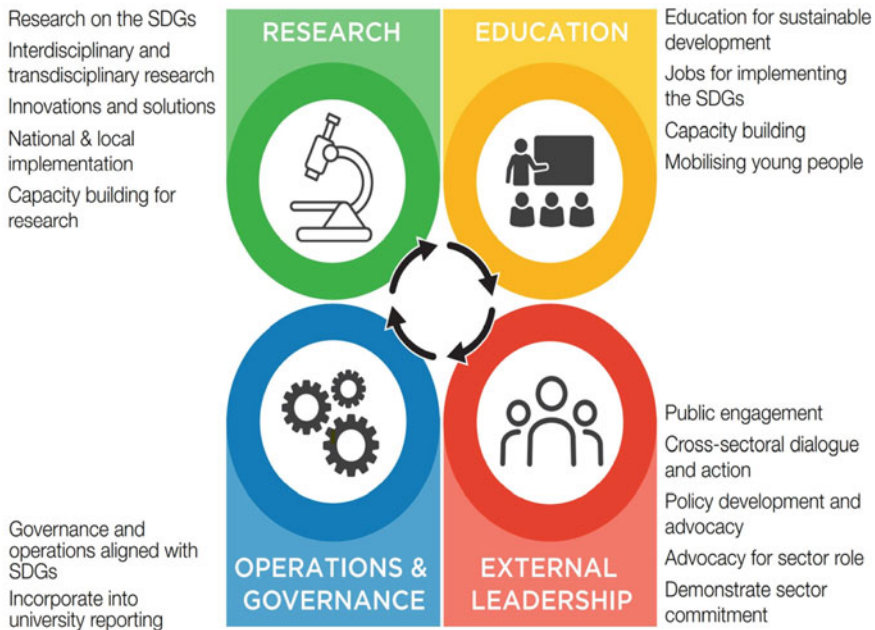 Research on the SDGs
Interdisciplinary and
transdisciplinary research
Innovations and solutions
National & local
implementation
Capacity building for
research
RESEARCH
EDUCATION
Education for sustainable
development
Jobs for implementing
the SDGs
Capacity building
Mobilising young people
Governance and
operations aligned with
SDGs
Incorporate into
university reporting
OPERATIONS &
GOVERNANCE
EXTERNAL
LEADERSHIP
Public engagement
Cross-sectoral dialogue
and action
Policy development and
advocacy
Advocacy for sector role
Demonstrate sector
commitment